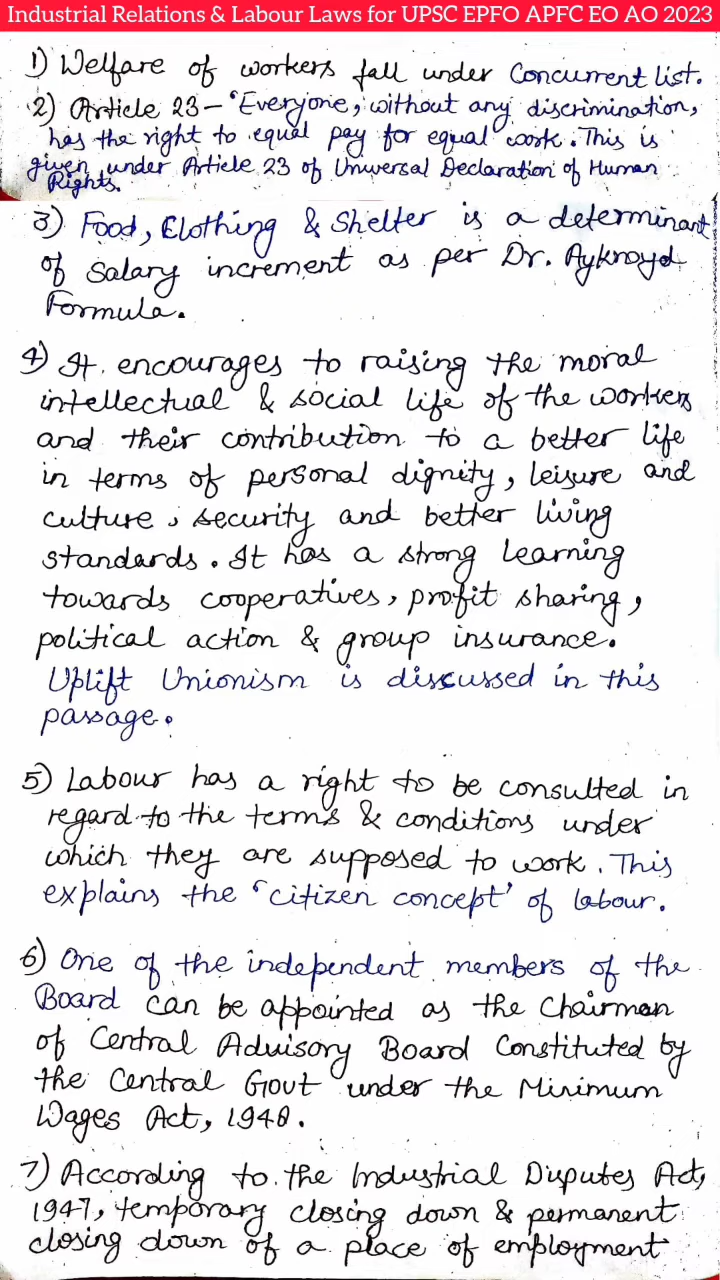 Industrial Relations & Labour Laws for UPSC EPFO APFC EO AO 2023
1) Welfare of workers fall under Concurrent list.
2) Article 23 – "Everyone, without any discrimination,
has the right to equal pay for equal work. This is
given under Article 23 of Universal Declaration of Human
Rights.
3) Food, Clothing & Shelter is a determinant
of salary increment as per Dr. Aykroyd
Formula.
4) It encourages to raising the moral
intellectual & social life of the workers
and their contribution to a better life
in terms of personal dignity, leisure and
culture, security and better living
standards. It has a strong learning
towards cooperatives, profit sharing,
political action & group insurance.
Uplift Unionism is discussed in this
passage.
5) Labour has a right to be consulted in
regard to the terms & conditions under
which they are supposed to work. This
explains the 'citizen concept' of labour.
6) One of the independent members of the
Board can be appointed as the Chairman
of Central Advisory Board Constituted by
the Central Govt under the Minimum
Wages Act, 1948.
7) According to the Industrial Disputes Act,
1947, temporary closing down & permanent
closing down of a place of employment